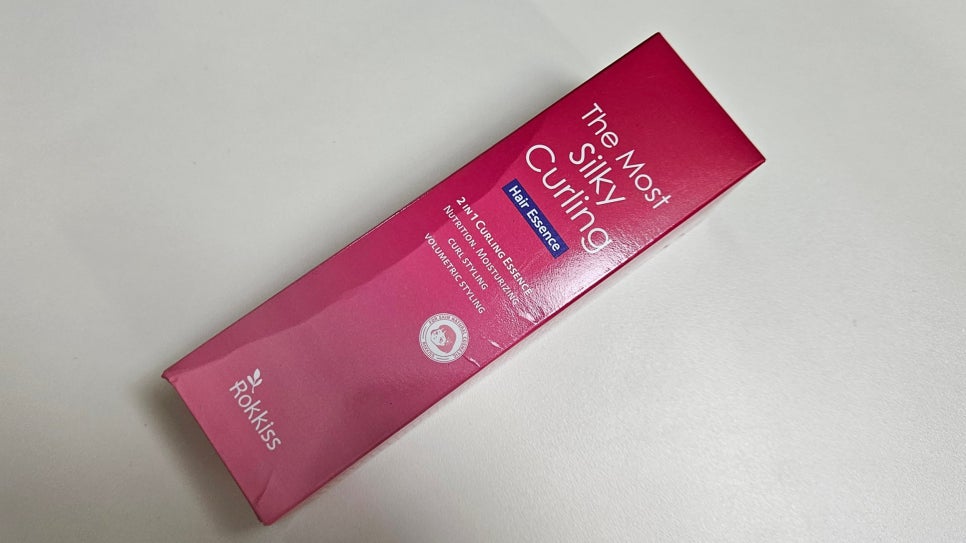 The Most
Silky
Curling
Hair Essence
2 IN 1 CURLING ESSENCE
NUTRITION, MOISTURIZING
CURL STYLING
VOLUMETRIC STYLING
Rokkiss